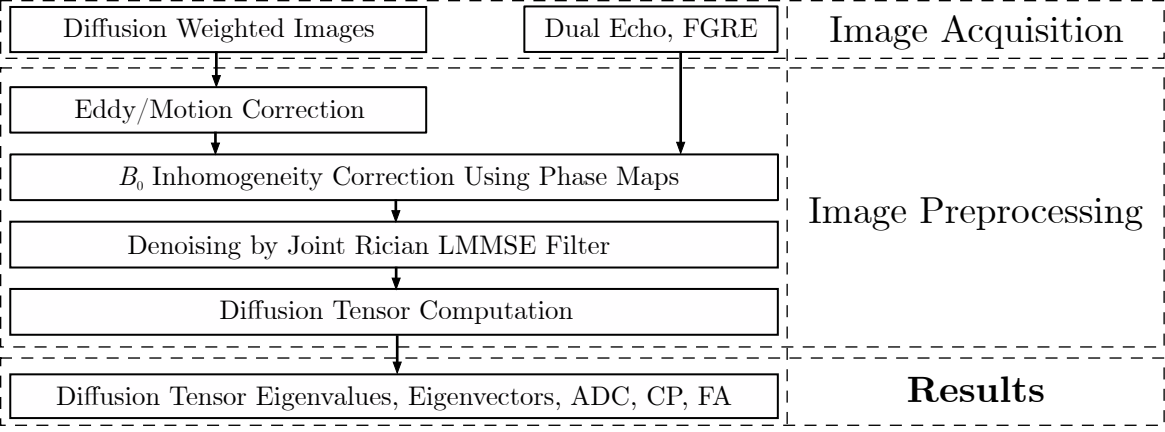 Diffusion Weighted Images
Dual Echo, FGRE
Image Acquisition
Eddy/Motion Correction
B₀ Inhomogeneity Correction Using Phase Maps
Image Preprocessing
Denoising by Joint Rician LMMSE Filter
Diffusion Tensor Computation
Diffusion Tensor Eigenvalues, Eigenvectors, ADC, CP, FA
Results